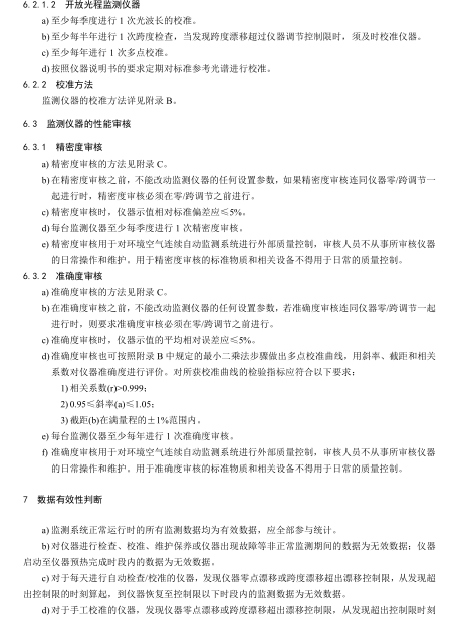 6.2.1.2 开放光程监测仪器
a) 至少每季度进行 1 次光波长的校准。
b) 至少每半年进行 1 次跨度检查，当发现跨度漂移超过仪器调节控制限时，须及时校准仪器。
c) 至少每年进行 1 次多点校准。
d) 按照仪器说明书的要求定期对标准参考光谱进行校准。
6.2.2 校准方法
监测仪器的校准方法详见附录 B。
6.3 监测仪器的性能审核
6.3.1 精密度审核
a) 精密度审核的方法见附录 C。
b) 在精密度审核之前，不能改动监测仪器的任何设置参数，如果精密度审核连同仪器零/跨调节一
起进行时，精密度审核必须在零/跨调节之前进行。
c) 精密度审核时，仪器示值相对标准偏差应≤5%。
d) 每台监测仪器至少每季度进行 1 次精密度审核。
e) 精密度审核用于对环境空气连续自动监测系统进行外部质量控制，审核人员不从事所审核仪器
的日常操作和维护。用于精密度审核的标准物质和相关设备不得用于日常的质量控制。
6.3.2 准确度审核
a) 准确度审核的方法见附录 C。
b) 在准确度审核之前，不能改动监测仪器的任何设置参数，若准确度审核连同仪器零/跨调节一起
进行时，则要求准确度审核必须在零/跨调节之前进行。
c) 准确度审核时，仪器示值的平均相对误差应≤5%。
d) 准确度审核也可按照附录 B 中规定的最小二乘法步骤做出多点校准曲线，用斜率、截距和相关
系数对仪器准确度进行评价。对所获校准曲线的检验指标应符合以下要求：
1) 相关系数(r)>0.999；
2) 0.95≤斜率(a)≤1.05；
3) 截距(b)在满量程的±1%范围内。
e) 每台监测仪器至少每年进行 1 次准确度审核。
f) 准确度审核用于对环境空气连续自动监测系统进行外部质量控制，审核人员不从事所审核仪器
的日常操作和维护。用于准确度审核的标准物质和相关设备不得用于日常的质量控制。
7 数据有效性判断
a) 监测系统正常运行时的所有监测数据均为有效数据，应全部参与统计。
b) 对仪器进行检查、校准、维护保养或仪器出现故障等非正常监测期间的数据为无效数据；仪器
启动至仪器预热完成时段内的数据为无效数据。
c) 对于每天进行自动检查/校准的仪器，发现仪器零点漂移或跨度漂移超出漂移控制限，从发现超
出控制限的时刻算起，到仪器恢复至控制限以下时段内的监测数据为无效数据。
d) 对于手工校准的仪器，发现仪器零点漂移或跨度漂移超出漂移控制限，从发现超出控制限时刻